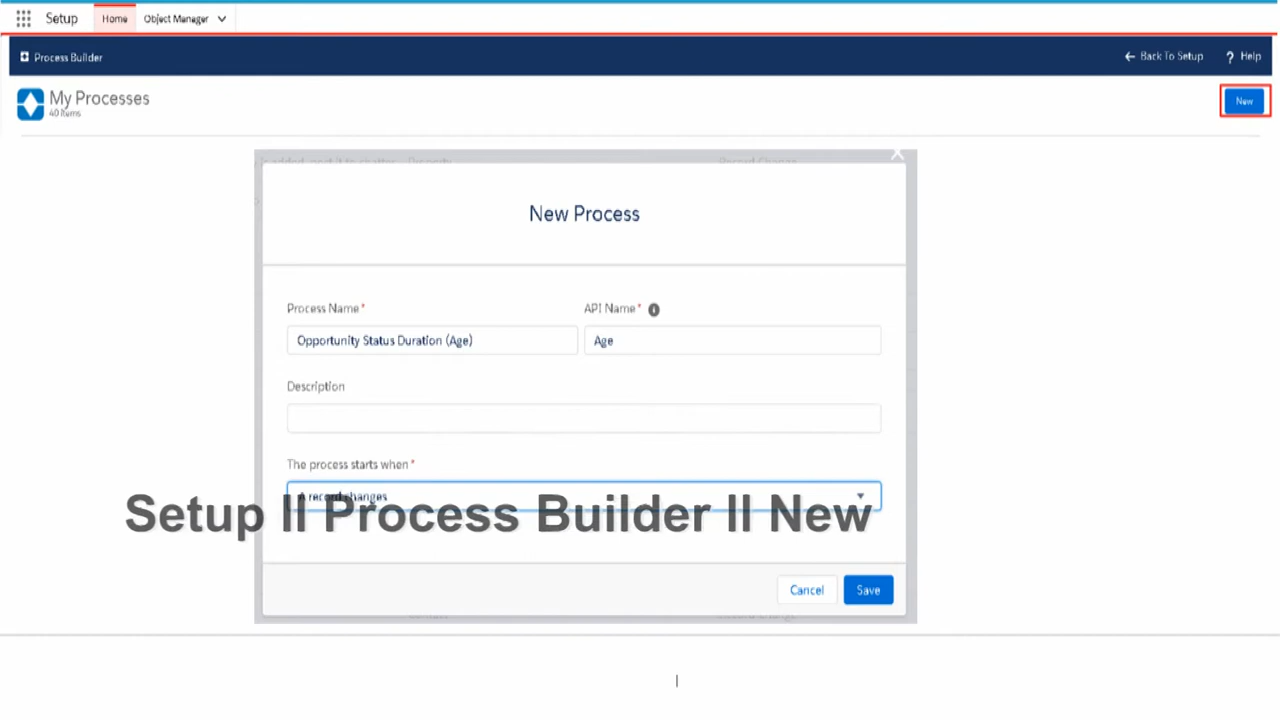 Setup Home Object Manager
Process Builder Back To Setup ? Help
My Processes
40 Items
New
New Process
Process Name* API Name*
Opportunity Status Duration (Age) Age
Description
The process starts when*
A record changes
Setup II Process Builder II New
Cancel Save